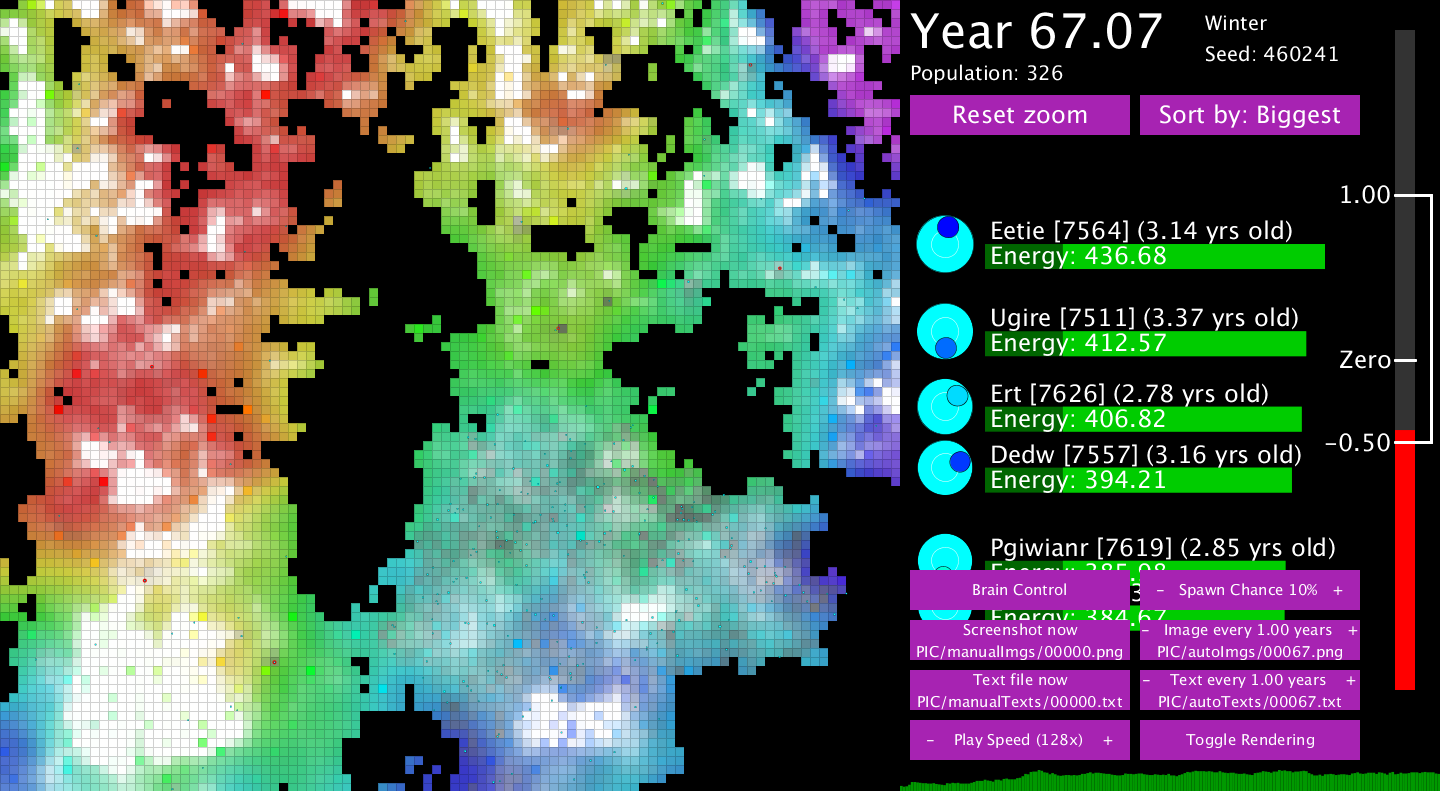 Year 67.07
Winter
Seed: 460241
Population: 326
Reset zoom
Sort by: Biggest
1.00
Eetie [7564] (3.14 yrs old)
Energy: 436.68
Ugire [7511] (3.37 yrs old)
Energy: 412.57
Zero
Ert [7626] (2.78 yrs old)
Energy: 406.82
-0.50
Dedw [7557] (3.16 yrs old)
Energy: 394.21
Pgiwianr [7619] (2.85 yrs old)
Energy: 385.08
Brain Control
- Spawn Chance 10% +
Energy: 384.67
Screenshot now
PIC/manualImgs/00000.png
- Image every 1.00 years +
PIC/autoImgs/00067.png
Text file now
PIC/manualTexts/00000.txt
- Text every 1.00 years +
PIC/autoTexts/00067.txt
- Play Speed (128x) +
Toggle Rendering